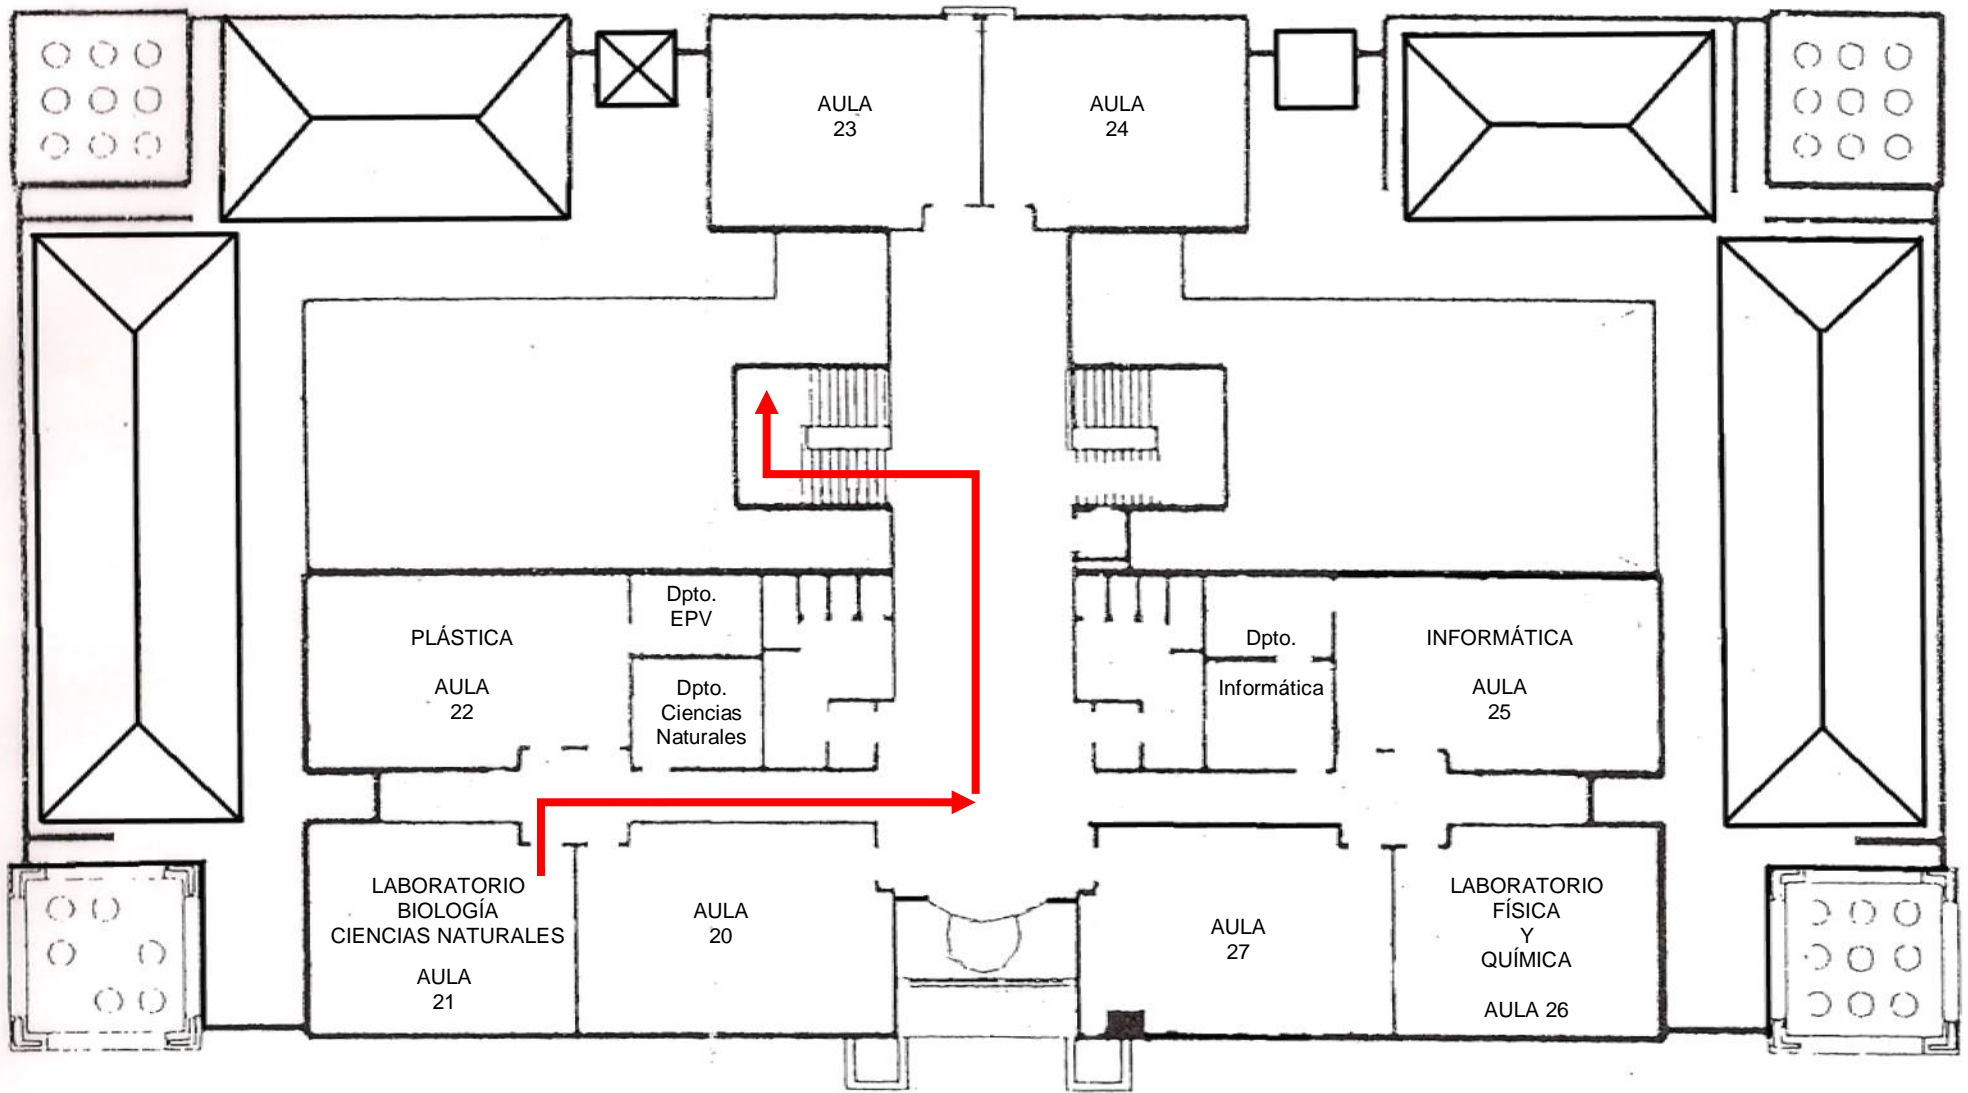 AULA
23
AULA
24
PLÁSTICA
AULA
22
Dpto.
EPV
Dpto.
Ciencias
Naturales
Dpto.
Informática
INFORMÁTICA
AULA
25
LABORATORIO
BIOLOGÍA
CIENCIAS NATURALES
AULA
21
AULA
20
AULA
27
LABORATORIO
FÍSICA
Y
QUÍMICA
AULA 26